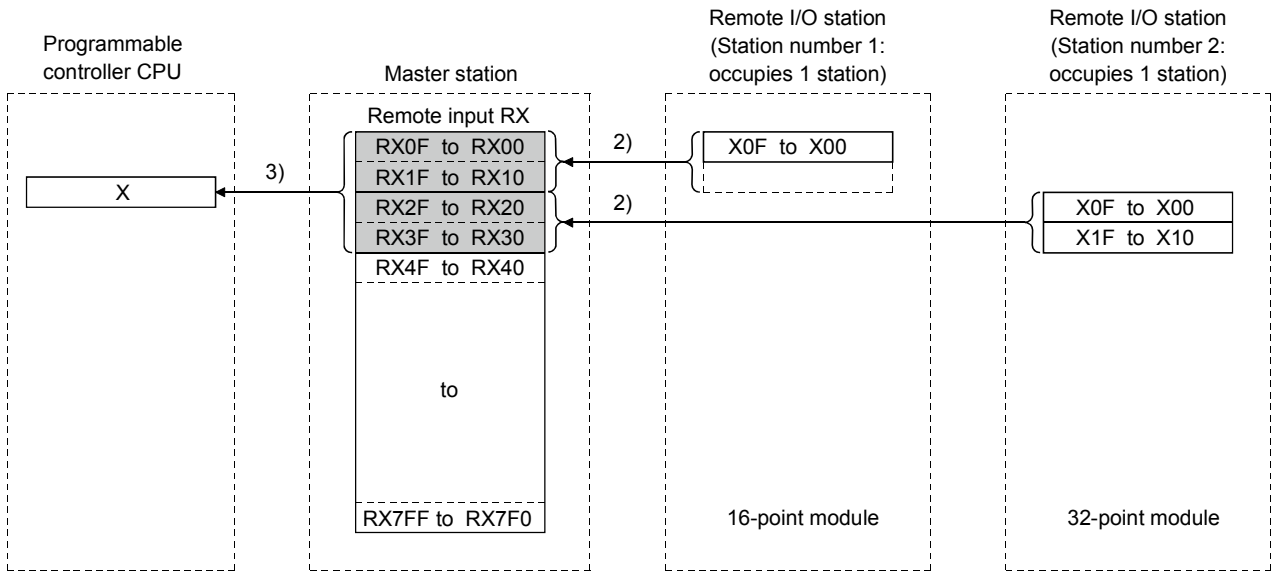 Programmable
controller CPU
Master station
Remote I/O station
(Station number 1:
occupies 1 station)
Remote I/O station
(Station number 2:
occupies 1 station)
Remote input RX
RX0F to RX00
RX1F to RX10
RX2F to RX20
RX3F to RX30
RX4F to RX40
to
RX7FF to RX7F0
X
3)
2)
2)
X0F to X00
16-point module
X0F to X00
X1F to X10
32-point module